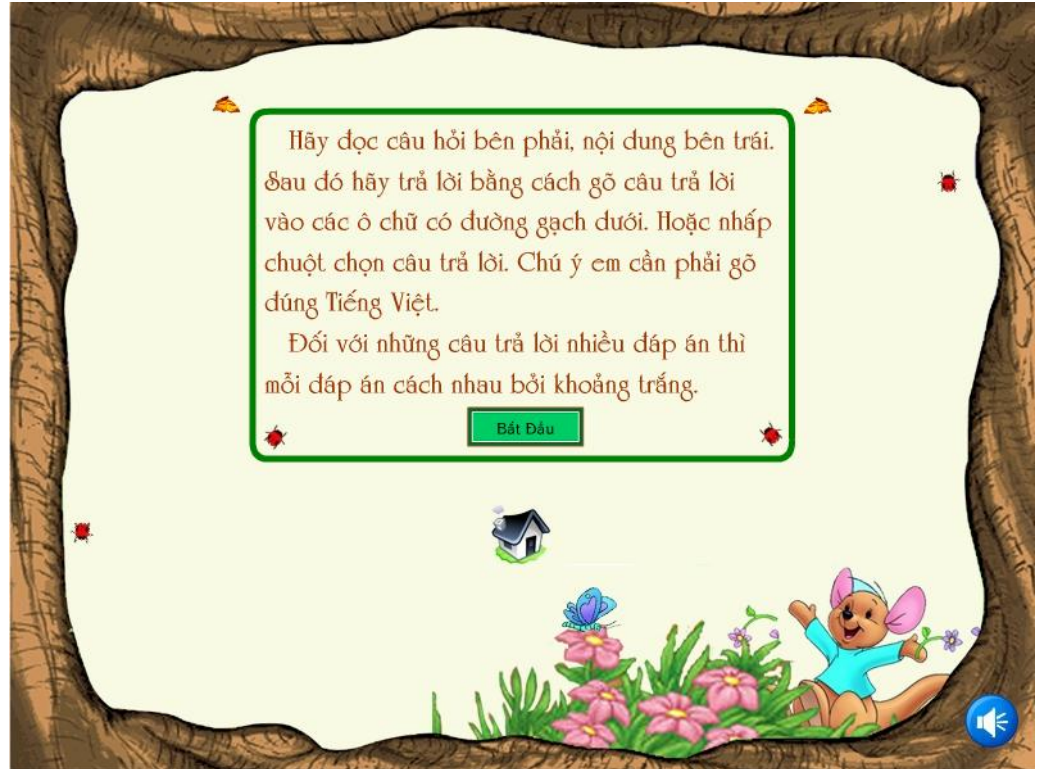 Hãy đọc câu hỏi bên phải, nội dung bên trái.
Sau đó hãy trả lời bằng cách gõ câu trả lời
vào các ô chữ có đường gạch dưới. Hoặc nhấp
chuột chọn câu trả lời. Chú ý em cần phải gõ
đúng Tiếng Việt.
Đối với những câu trả lời nhiều đáp án thì
mỗi đáp án cách nhau bởi khoảng trắng.
Bắt Đầu